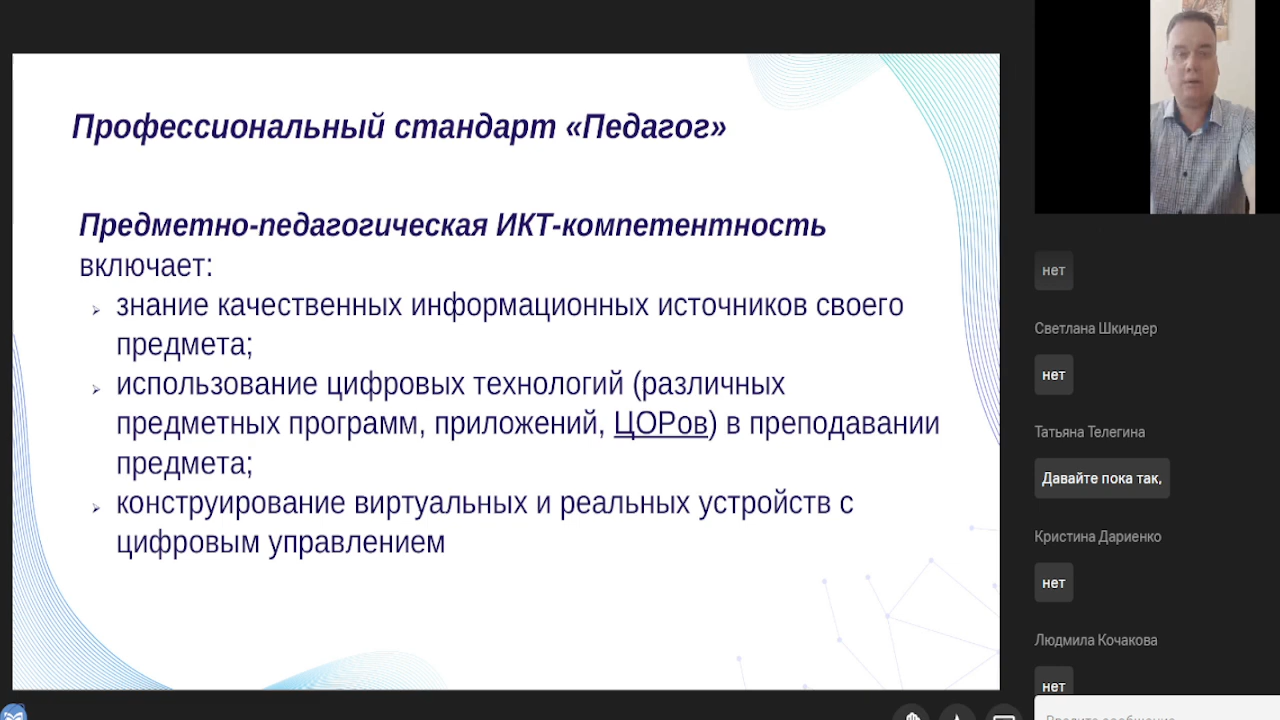 Профессиональный стандарт «Педагог»
Предметно-педагогическая ИКТ-компетентность
включает:
знание качественных информационных источников своего
предмета;
использование цифровых технологий (различных
предметных программ, приложений, ЦОРов) в преподавании
предмета;
конструирование виртуальных и реальных устройств с
цифровым управлением
нет
Светлана Шкиндер
нет
Татьяна Телегина
Давайте пока так,
Кристина Дариенко
нет
Людмила Кочакова
нет